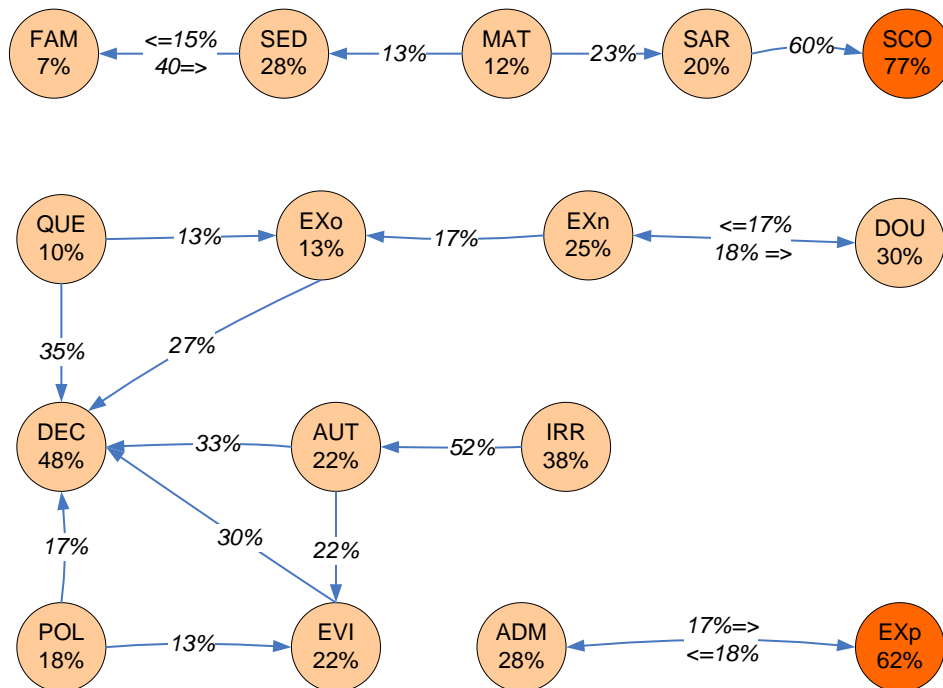 FAM
7%
<=15%
40=>
SED
28%
13%
MAT
12%
23%
SAR
20%
60%
SCO
77%
QUE
10%
13%
EXo
13%
17%
EXn
25%
<=17%
18% =>
DOU
30%
35%
27%
DEC
48%
33%
AUT
22%
52%
IRR
38%
17%
30%
22%
POL
18%
13%
EVI
22%
ADM
28%
17%=>
<=18%
EXp
62%